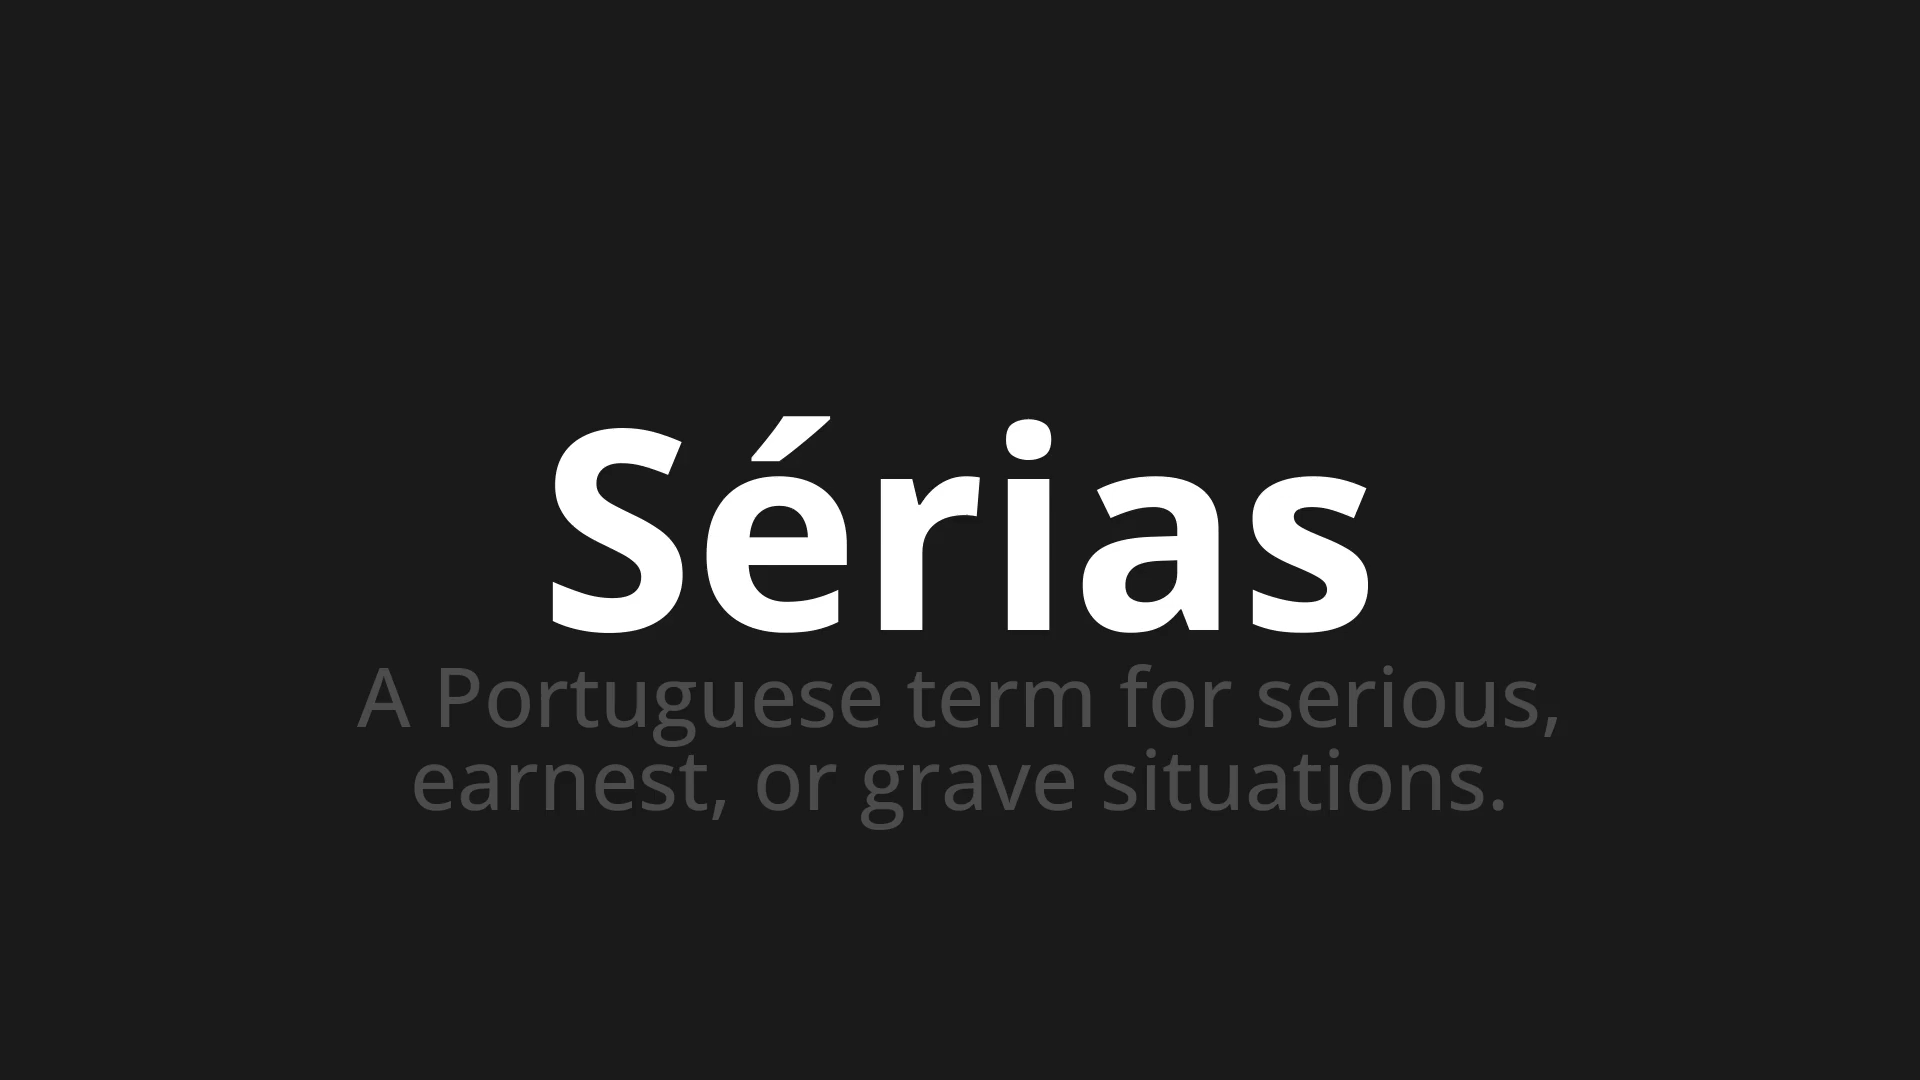 Sérias
A Portuguese term for serious,
earnest, or grave situations.